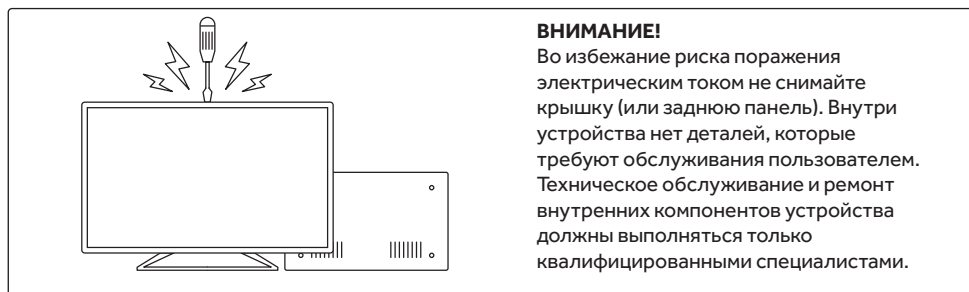 ВНИМАНИЕ!
Во избежание риска поражения
электрическим током не снимайте
крышку (или заднюю панель). Внутри
устройства нет деталей, которые
требуют обслуживания пользователем.
Техническое обслуживание и ремонт
внутренних компонентов устройства
должны выполняться только
квалифицированными специалистами.